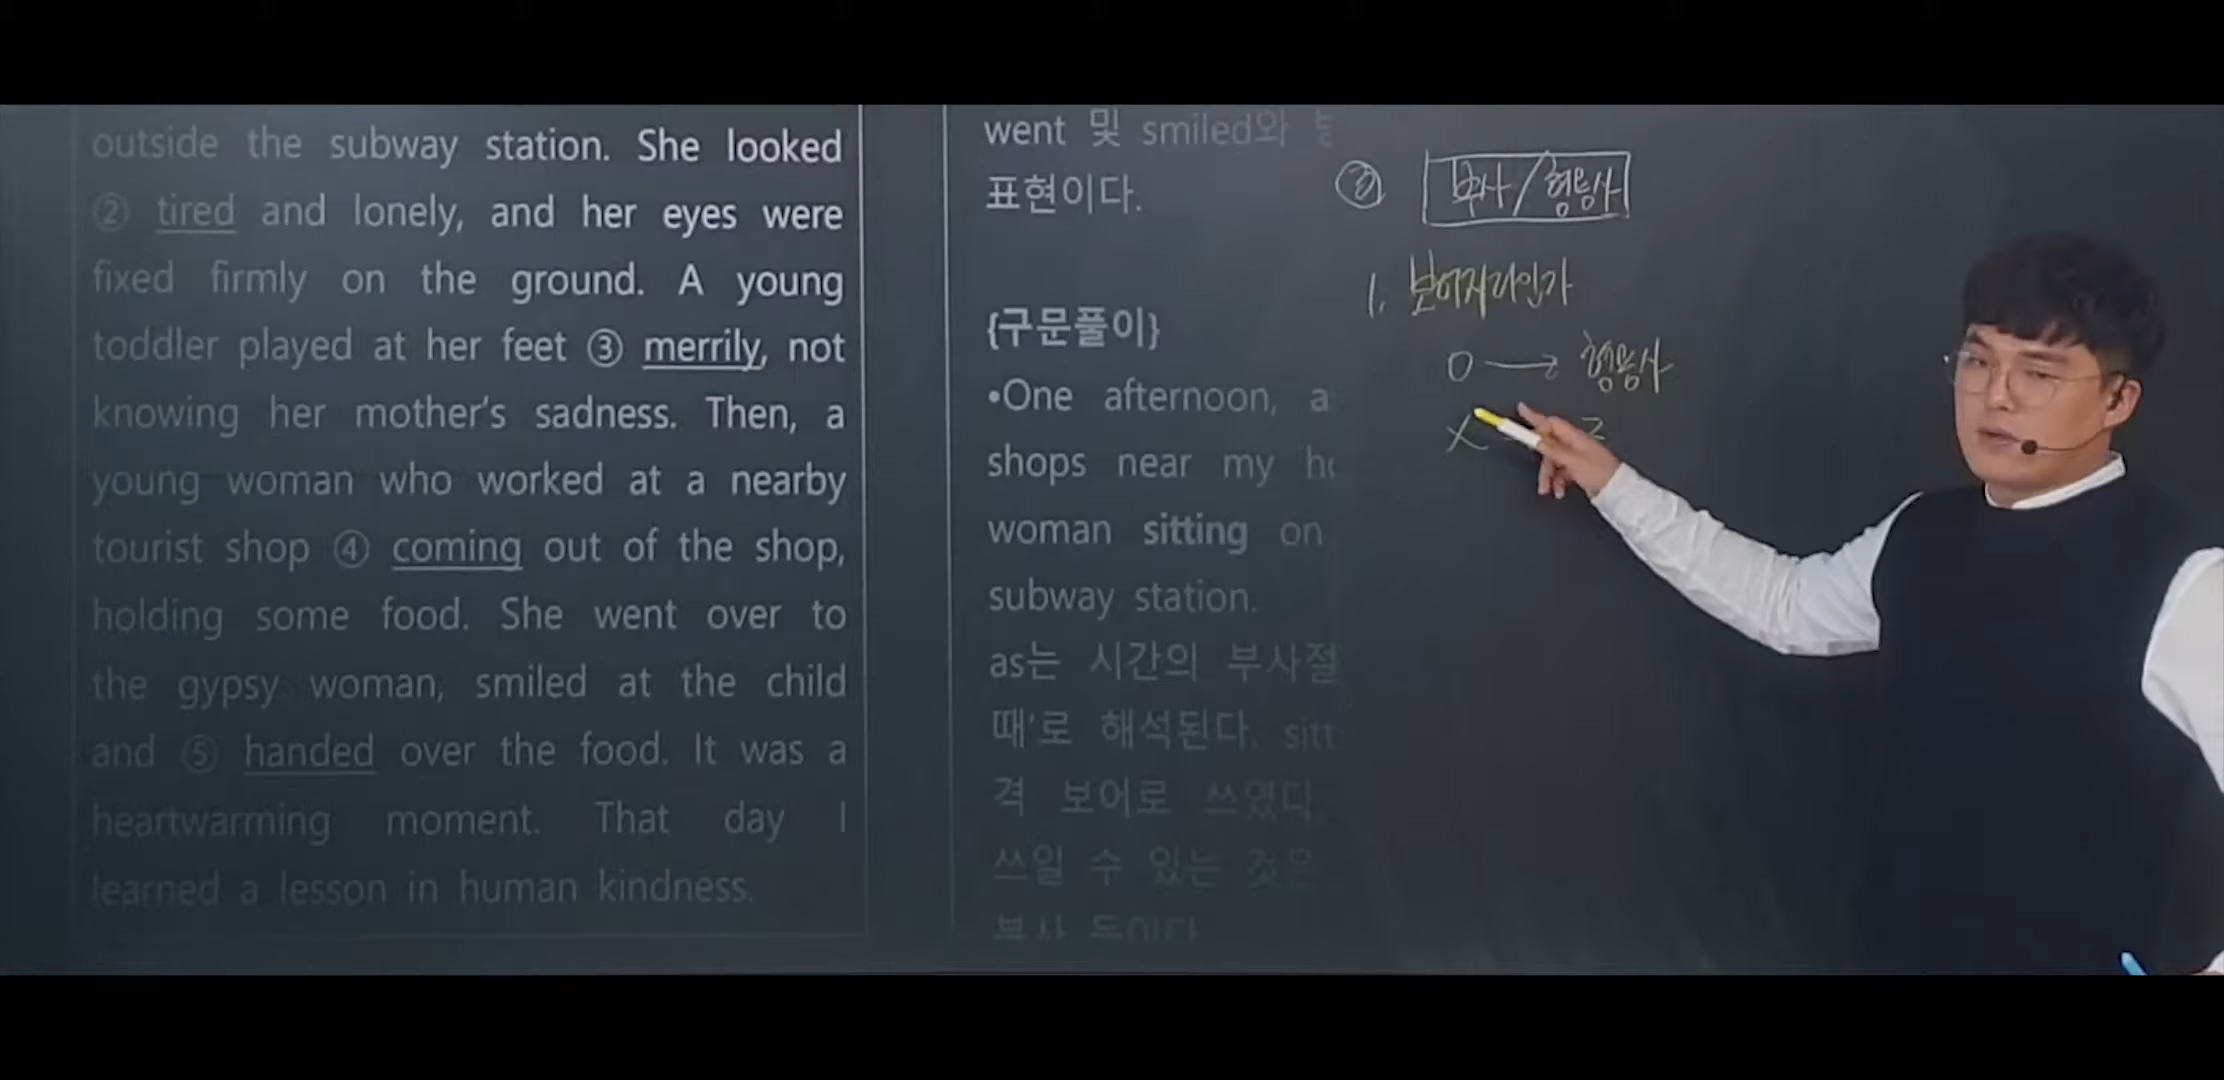 outside the subway station. She looked
② tired and lonely, and her eyes were
fixed firmly on the ground. A young
toddler played at her feet ③ merrily, not
knowing her mother's sadness. Then, a
young woman who worked at a nearby
tourist shop ④ coming out of the shop,
holding some food. She went over to
the gypsy woman, smiled at the child
and ⑤ handed over the food. It was a
heartwarming moment. That day I
learned a lesson in human kindness.
went 및 smiled와
표현이다.
{구문풀이}
•One afternoon, a
shops near my
woman sitting on
subway station.
as는 시간의 부사절
때'로 해석된다. sitt
격 보어로 쓰였다.
쓰일 수 있는 것은
부사 등이다
③ 부사/형용사
1. 보어자리인가
O → 형용사
X